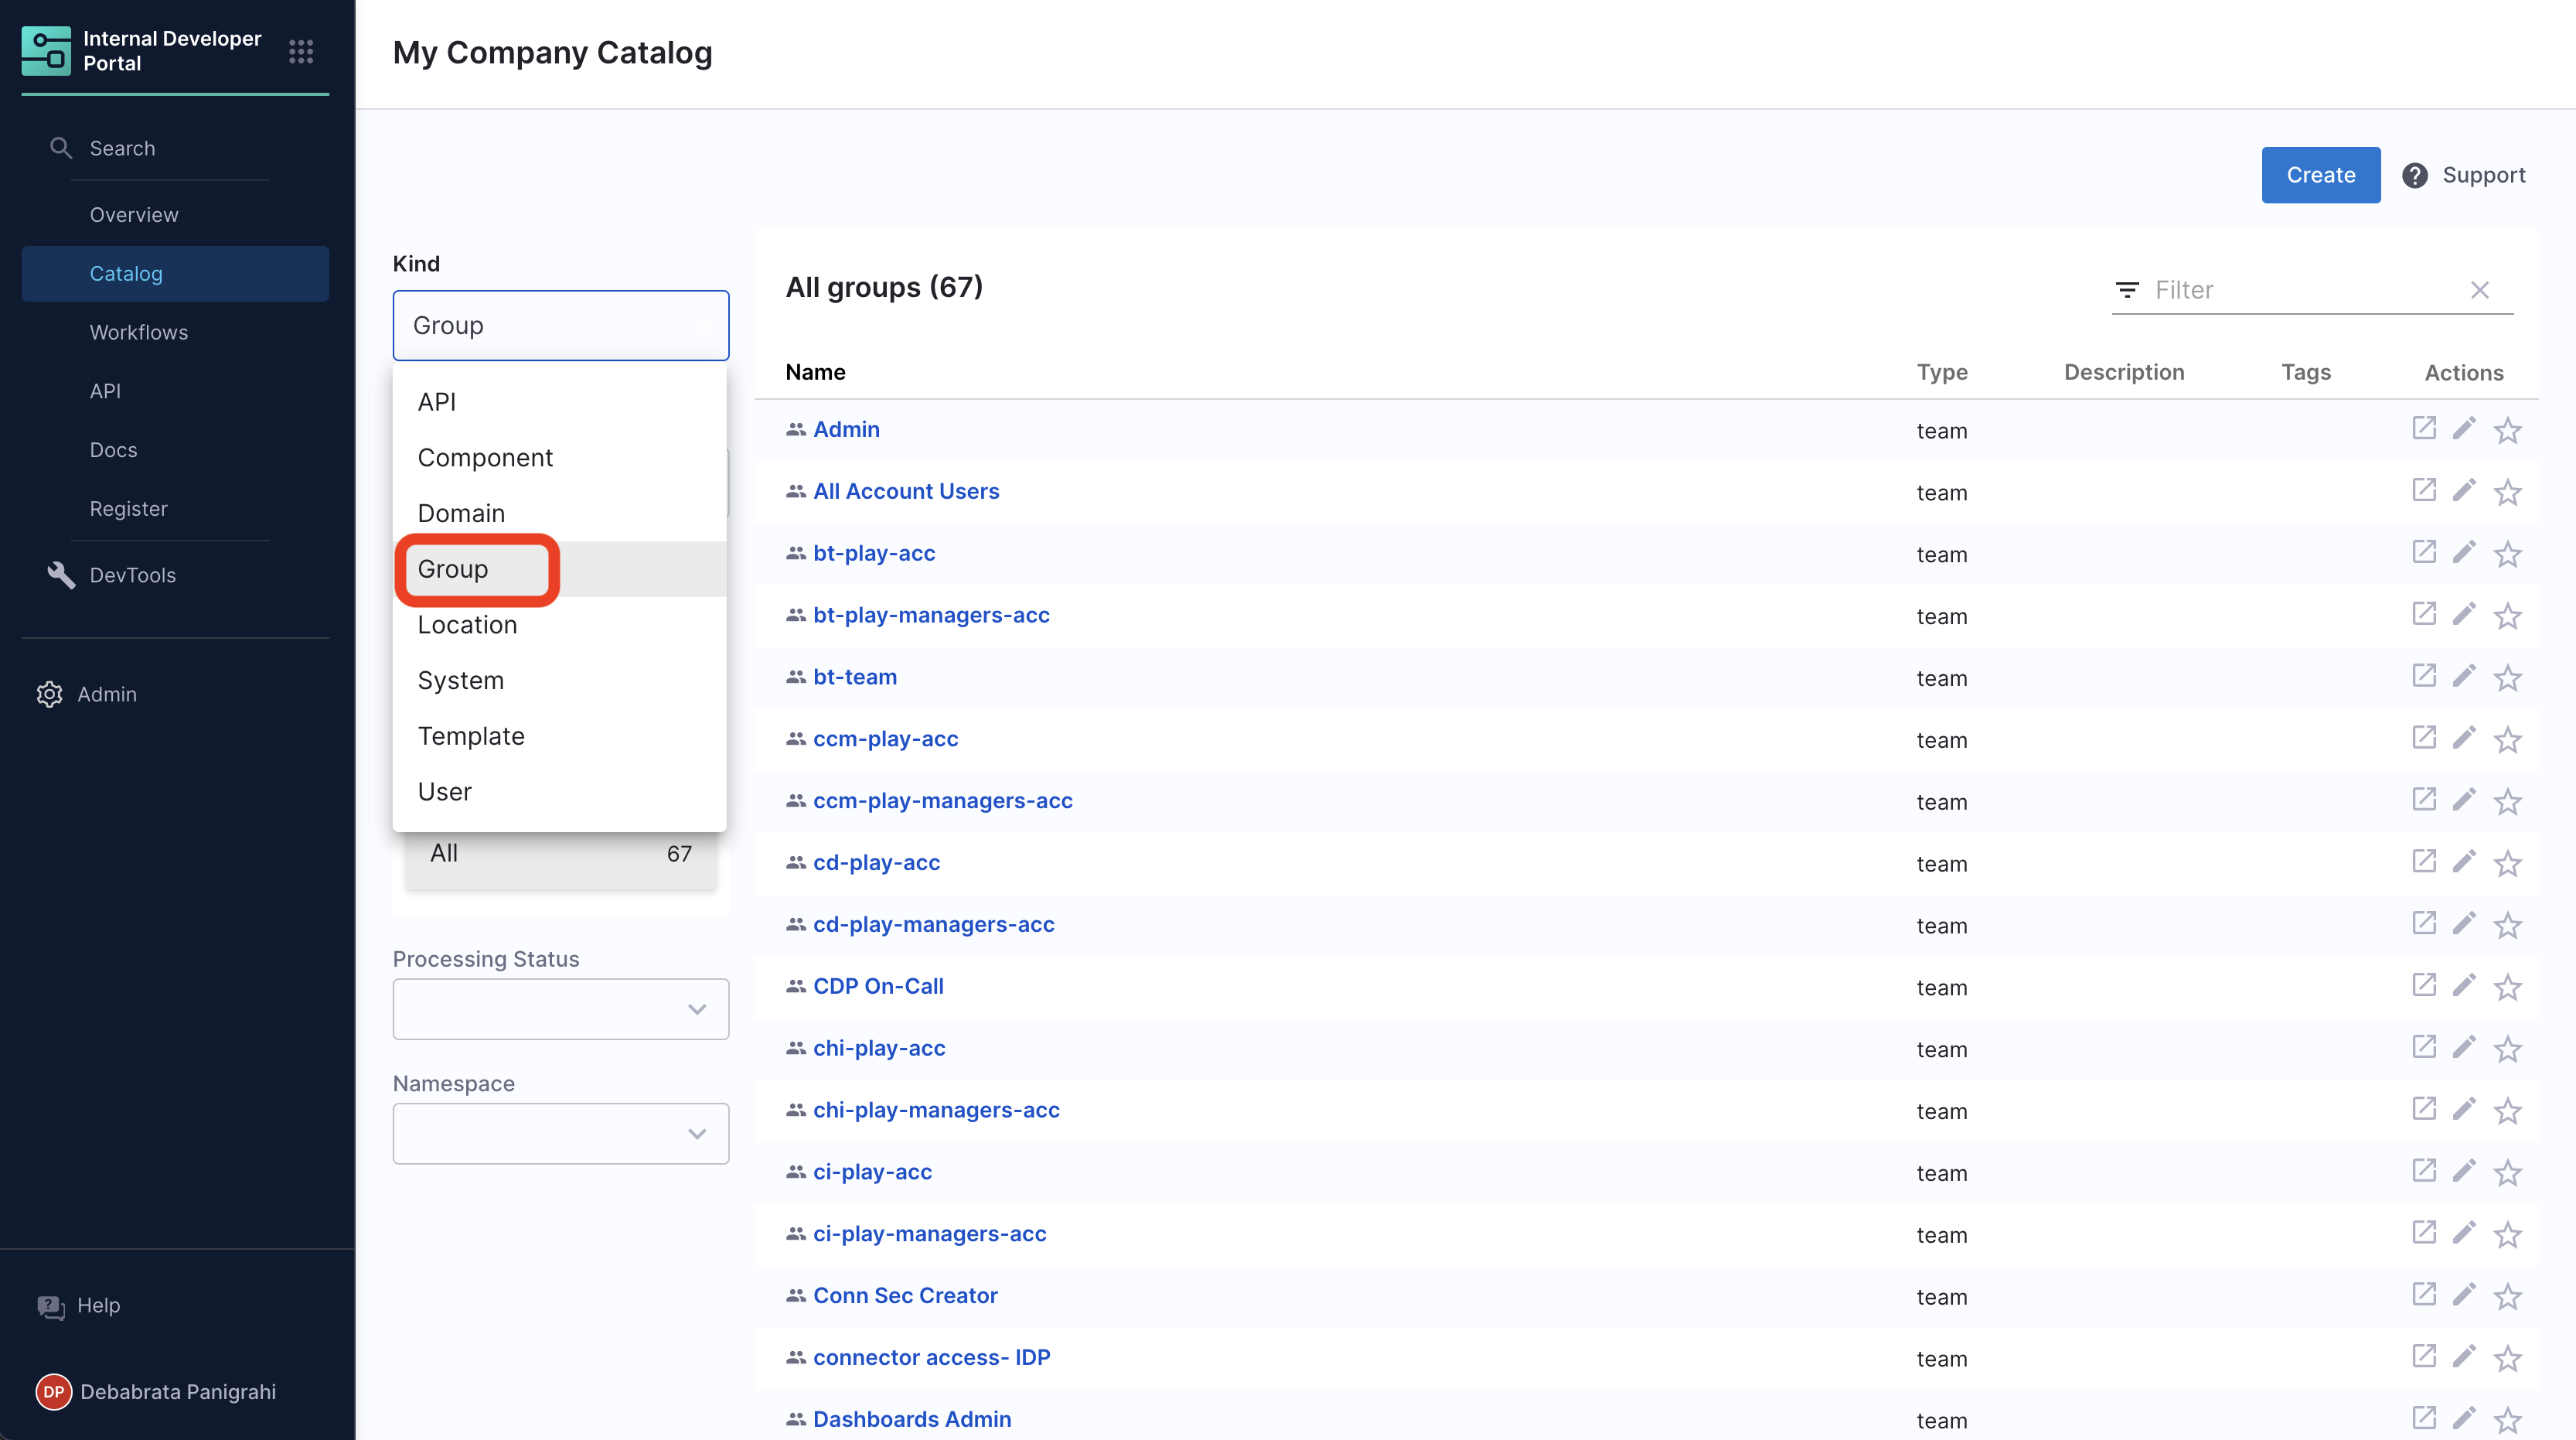 Internal Developer
Portal
Search
Overview
Catalog
Workflows
API
Docs
Register
DevTools
Admin
Help
DP Debabrata Panigrahi
My Company Catalog
Create
? Support
Kind
Group
API
Component
Domain
Group
Location
System
Template
User
All 67
Processing Status
Namespace
All groups (67)
Filter
Name Type Description Tags Actions
Admin team
All Account Users team
bt-play-acc team
bt-play-managers-acc team
bt-team team
ccm-play-acc team
ccm-play-managers-acc team
cd-play-acc team
cd-play-managers-acc team
CDP On-Call team
chi-play-acc team
chi-play-managers-acc team
ci-play-acc team
ci-play-managers-acc team
Conn Sec Creator team
connector access- IDP team
Dashboards Admin team